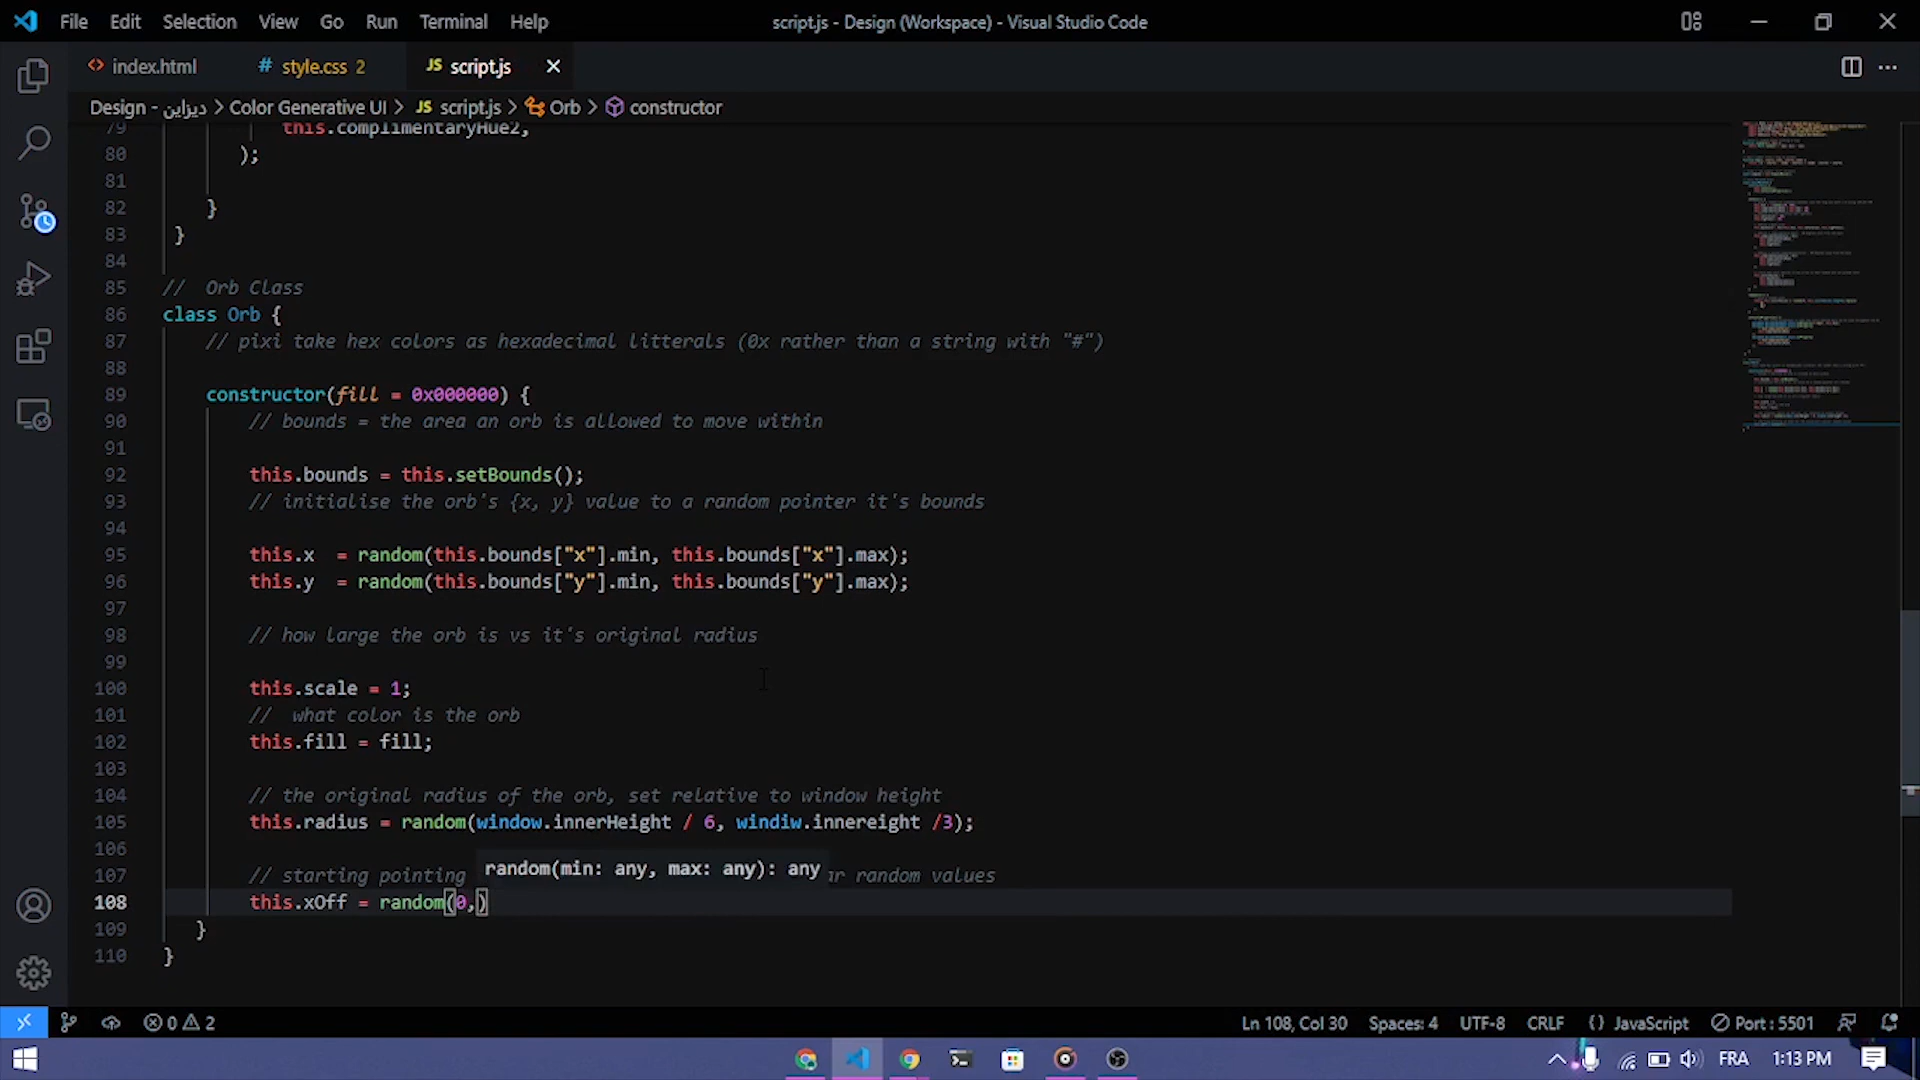 File Edit Selection View Go Run Terminal Help
script.js - Design (Workspace) - Visual Studio Code
index.html
# style.css 2
JS script.js
Design - ديزاين > Color Generative UI > JS script.js > Orb > constructor
79 this.complimentaryHue2,
80 );
81
82 }
83 }
84
85 // Orb Class
86 class Orb {
87 // pixi take hex colors as hexadecimal litterals (0x rather than a string with "#")
88
89 constructor(fill = 0x000000) {
90 // bounds = the area an orb is allowed to move within
91
92 this.bounds = this.setBounds();
93 // initialise the orb's {x, y} value to a random pointer it's bounds
94
95 this.x = random(this.bounds["x"].min, this.bounds["x"].max);
96 this.y = random(this.bounds["y"].min, this.bounds["y"].max);
97
98 // how large the orb is vs it's original radius
99
100 this.scale = 1;
101 // what color is the orb
102 this.fill = fill;
103
104 // the original radius of the orb, set relative to window height
105 this.radius = random(window.innerHeight / 6, windiw.innereight /3);
106
random(min: any, max: any): any
107 // starting pointing ar random values
108 this.xOff = random(0,)
109 }
110 }
0 2
Ln 108, Col 30 Spaces: 4 UTF-8 CRLF {} JavaScript Port : 5501
FRA 1:13 PM